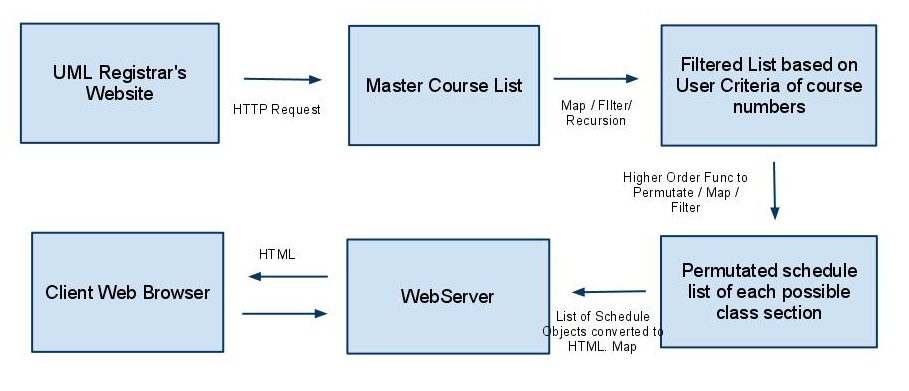 UML Registrar's
Website
HTTP Request
Master Course List
Map / FIlter/
Recursion
Filtered List based on
User Criteria of course
numbers
Higher Order Func to
Permutate / Map /
Filter
Permutated schedule
list of each possible
class section
List of Schedule
Objects converted to
HTML. Map
WebServer
HTML
Client Web Browser